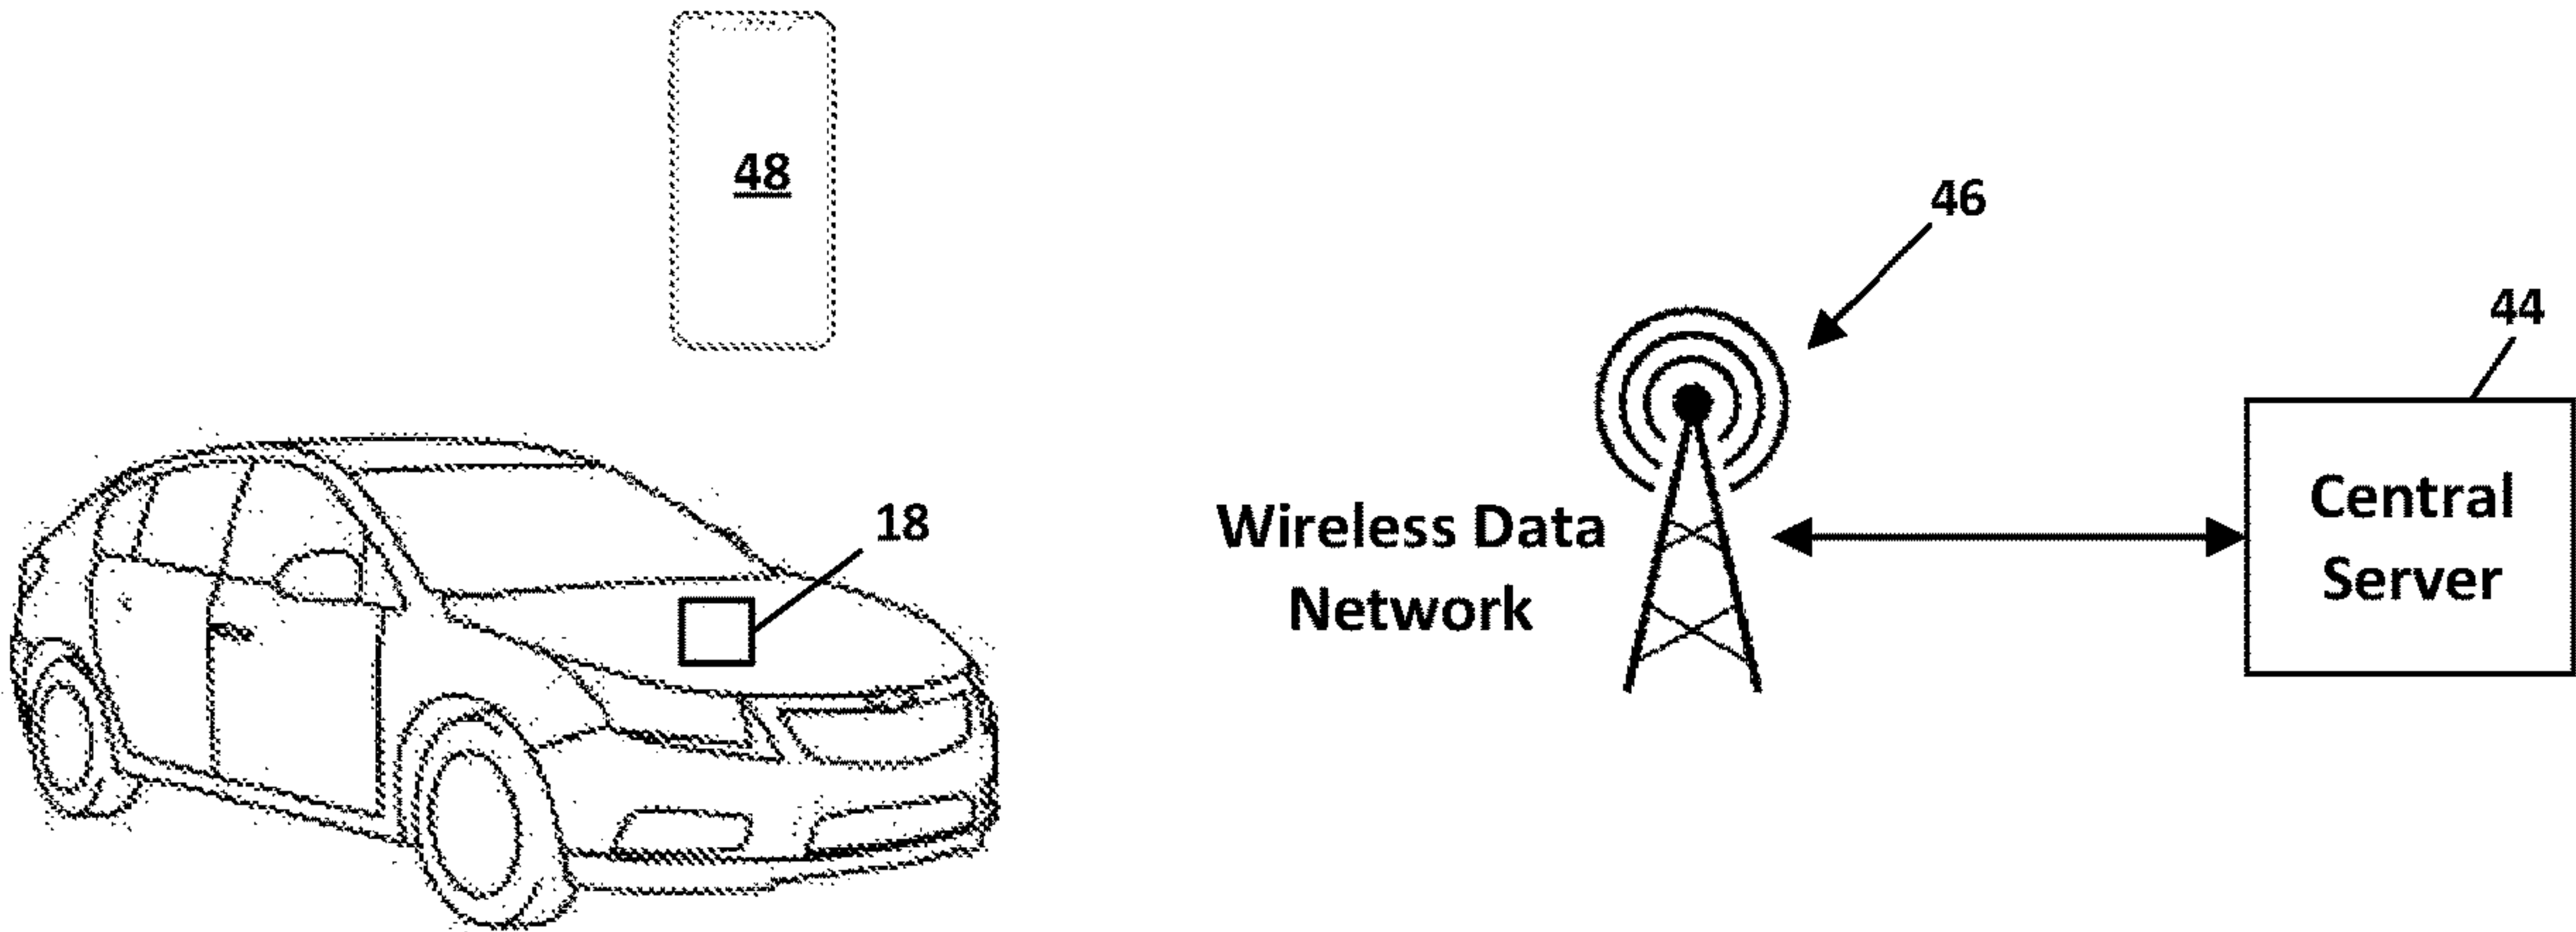 48
46
44
18
Wireless Data
Network
Central
Server